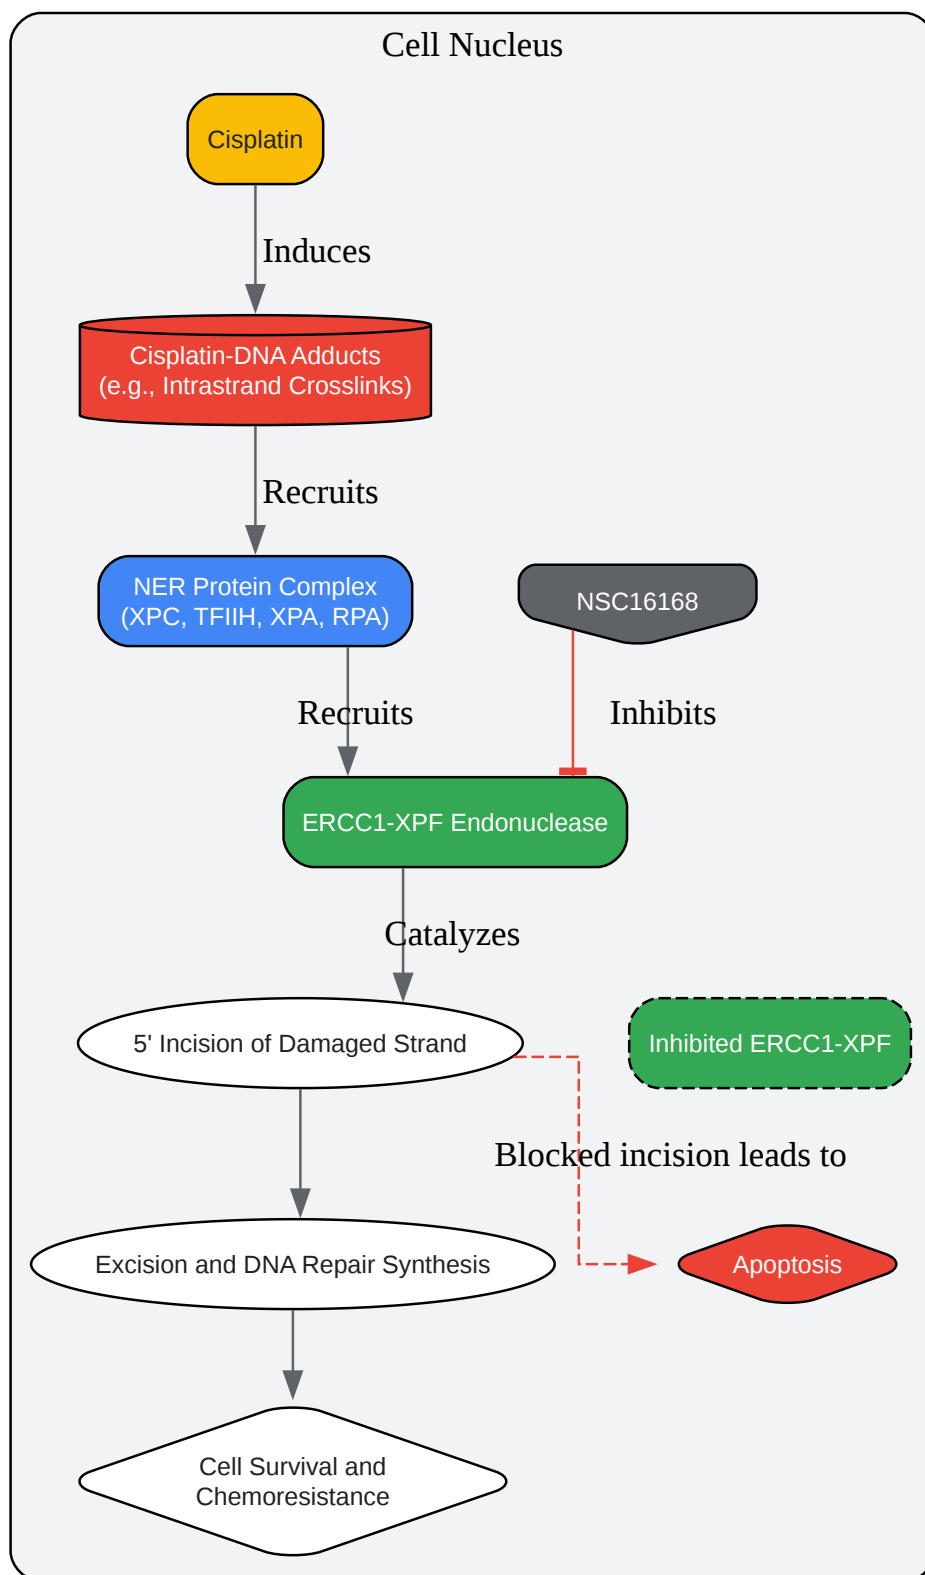 Cell Nucleus
Cisplatin
Induces
Cisplatin-DNA Adducts
(e.g., Intrastrand Crosslinks)
Recruits
NER Protein Complex
(XPC, TFIIH, XPA, RPA)
NSC16168
Recruits
Inhibits
ERCC1-XPF Endonuclease
Catalyzes
5' Incision of Damaged Strand
Inhibited ERCC1-XPF
Blocked incision leads to
Excision and DNA Repair Synthesis
Apoptosis
Cell Survival and
Chemoresistance